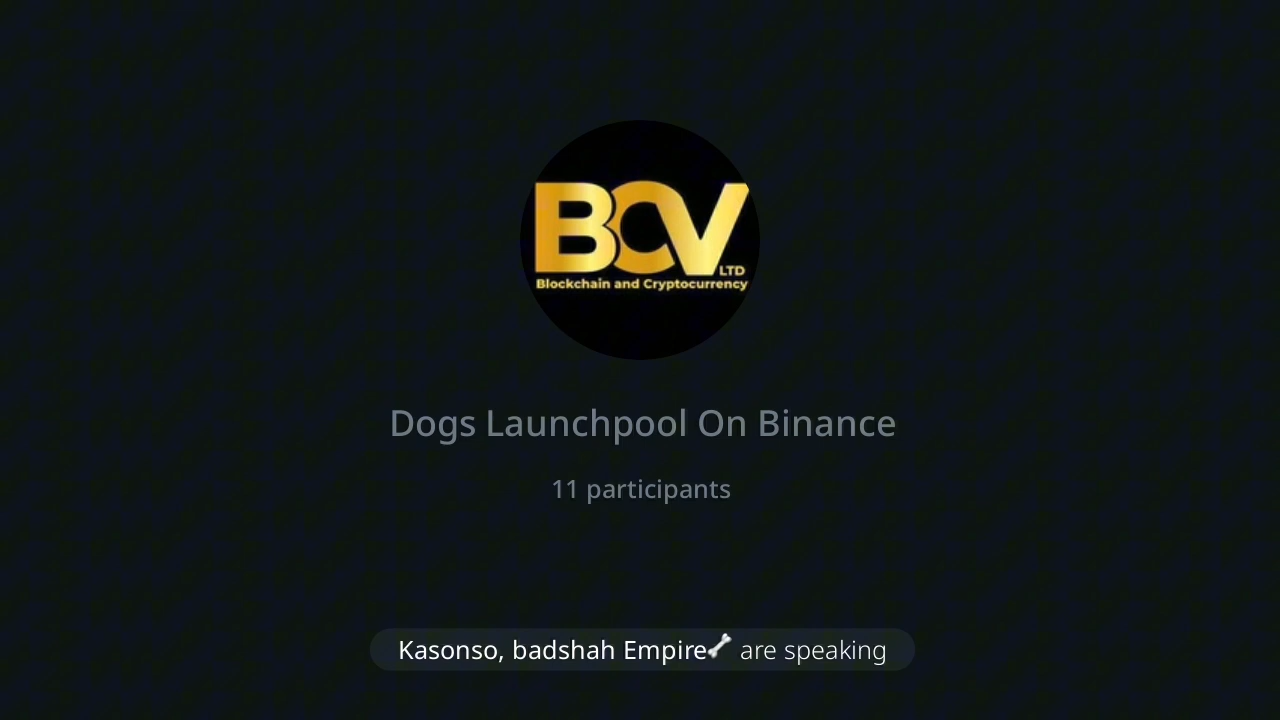 BCV
LTD
Blockchain and Cryptocurrency
Dogs Launchpool On Binance
11 participants
Kasonso, badshah Empire🦴 are speaking